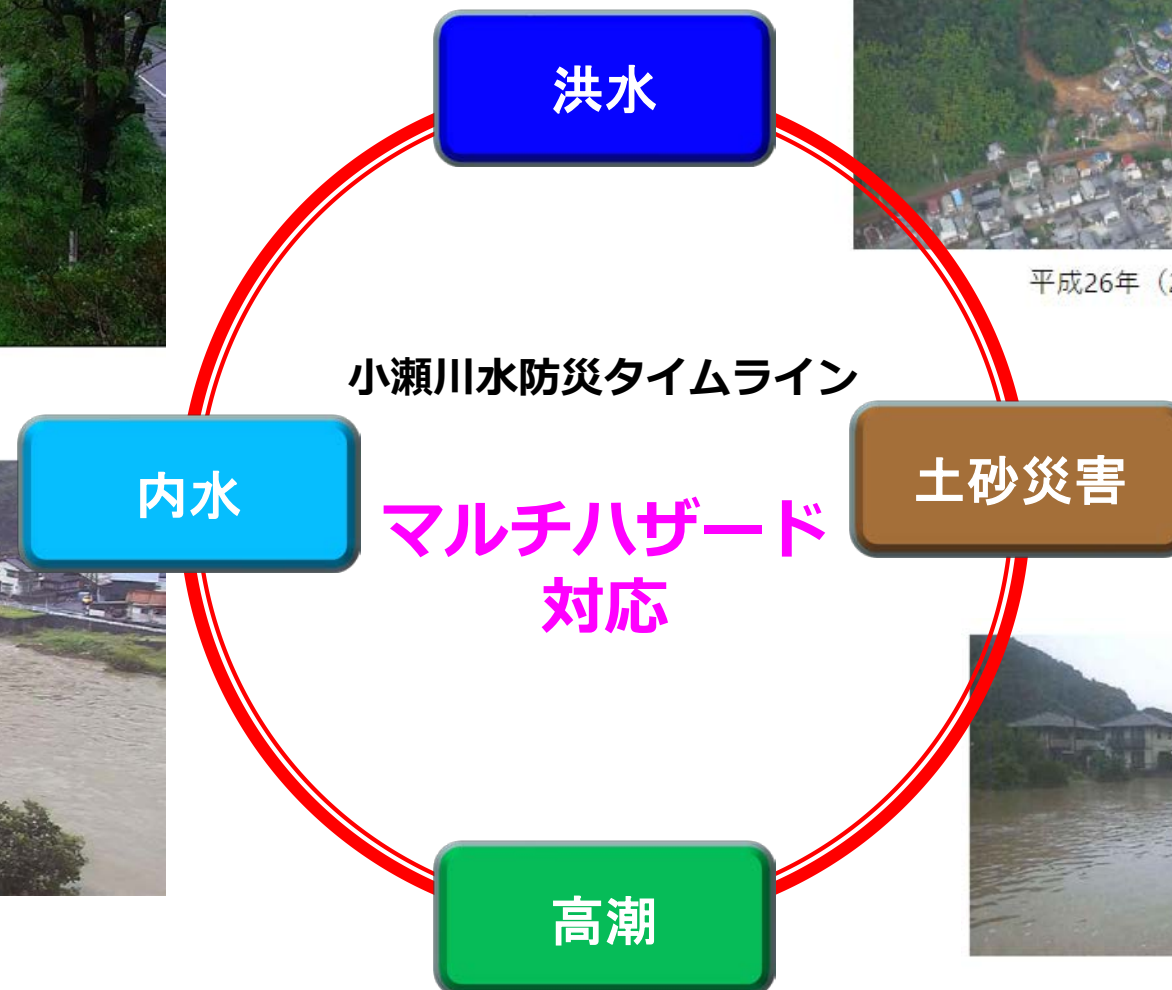 洪水
平成26年（
小瀬川水防災タイムライン
内水
土砂災害
マルチハザード
対応
高潮